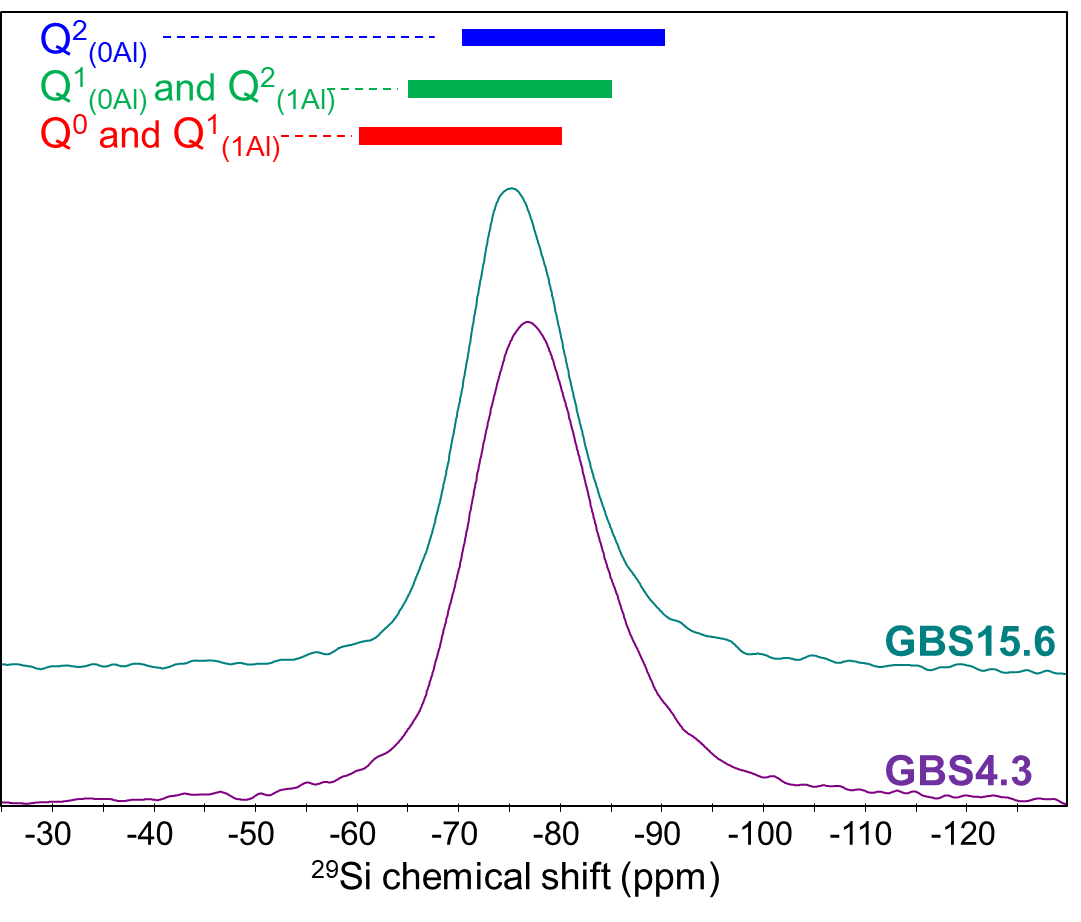 Q²₍₀Al₎
Q¹₍₀Al₎ and Q²₍₁Al₎
Q⁰ and Q¹₍₁Al₎
GBS15.6
GBS4.3
-30 -40 -50 -60 -70 -80 -90 -100 -110 -120
²⁹Si chemical shift (ppm)